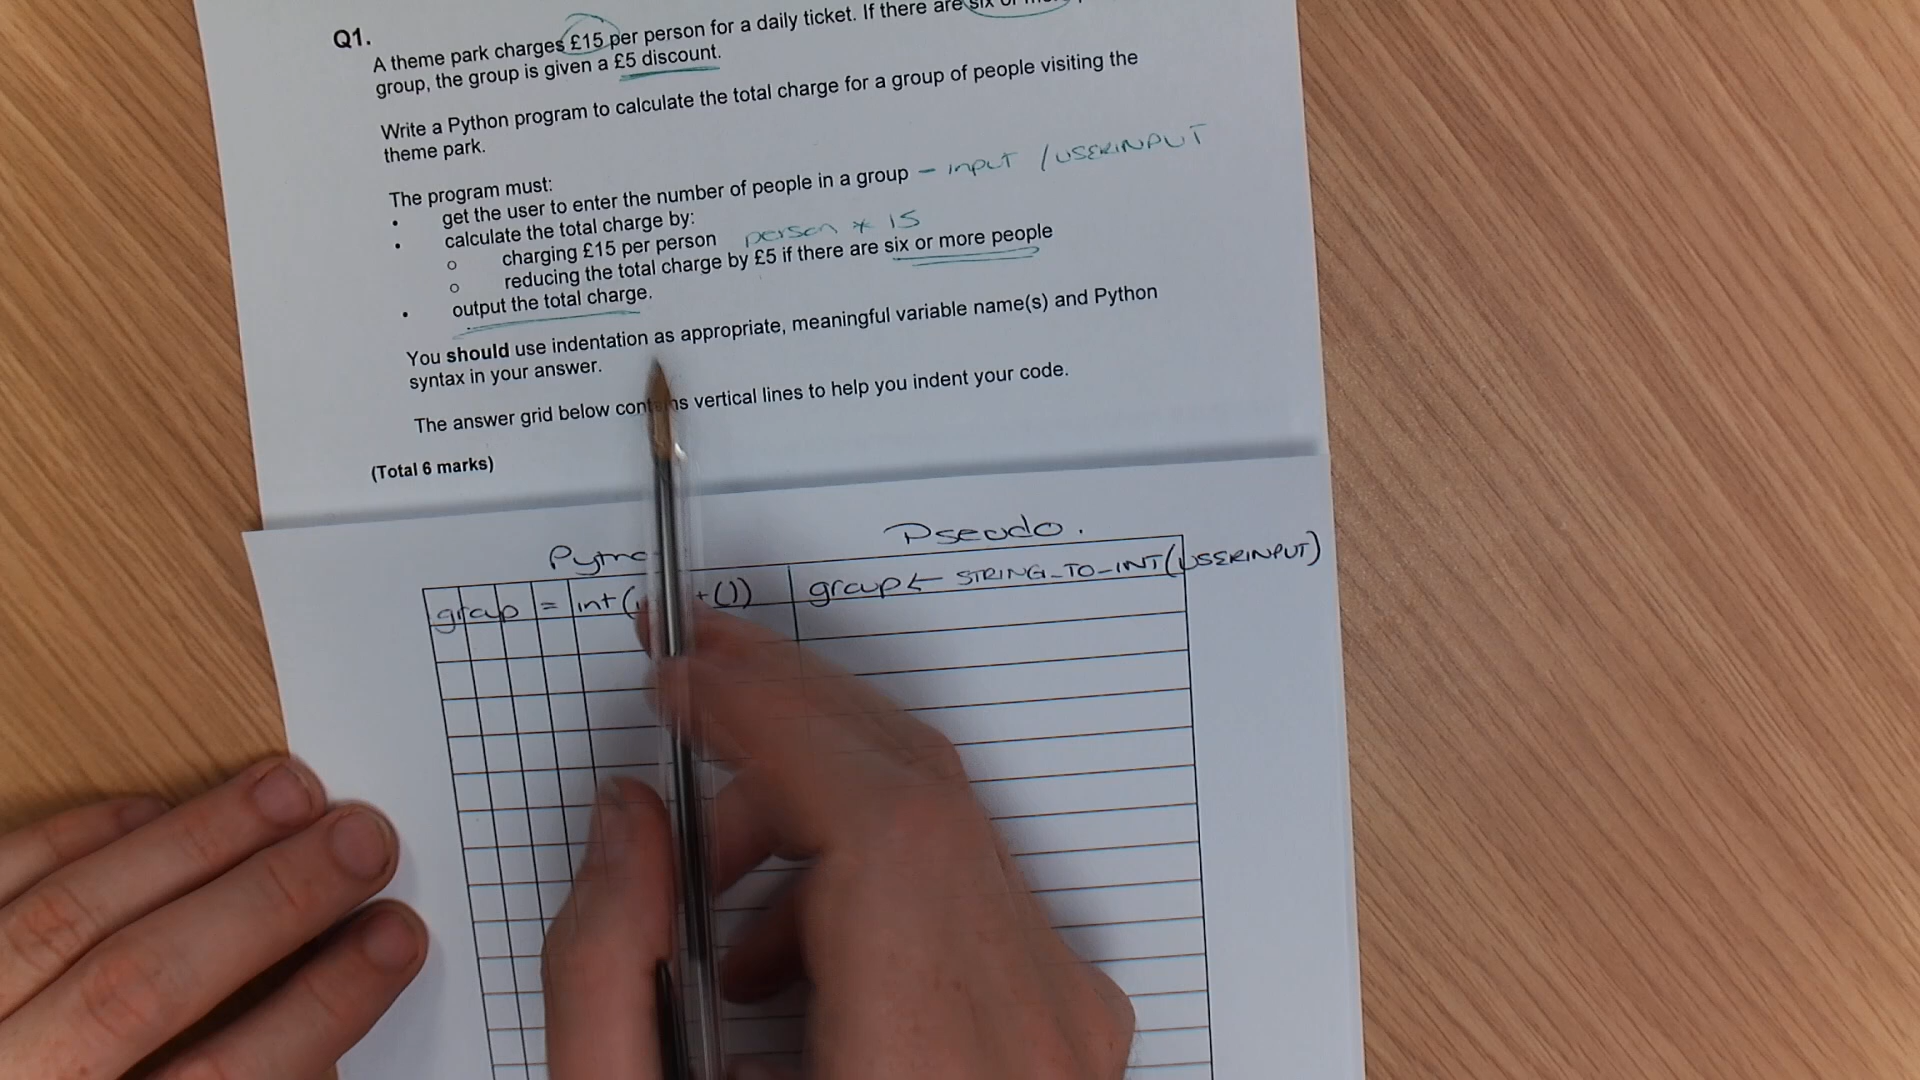 Q1.
A theme park charges £15 per person for a daily ticket. If there are six or more
group, the group is given a £5 discount.
Write a Python program to calculate the total charge for a group of people visiting the
theme park.
The program must:
• get the user to enter the number of people in a group – input / USERINPUT
• calculate the total charge by:
o charging £15 per person person * 15
o reducing the total charge by £5 if there are six or more people
• output the total charge.
You should use indentation as appropriate, meaningful variable name(s) and Python
syntax in your answer.
The answer grid below contains vertical lines to help you indent your code.
(Total 6 marks)
Pseudo.
group = int( ())
group ← STRING_TO_INT(USERINPUT)